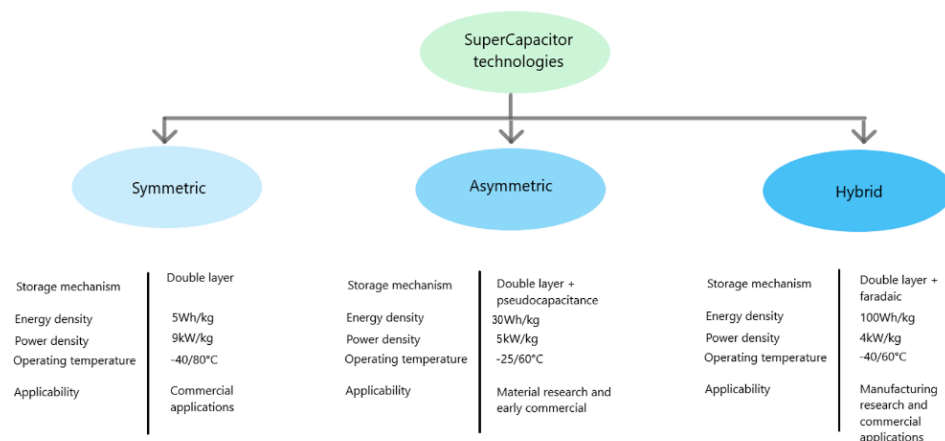 SuperCapacitor
technologies
Symmetric
Asymmetric
Hybrid
Storage mechanism
Double layer
Energy density
5Wh/kg
Power density
9kW/kg
Operating temperature
-40/80°C
Applicability
Commercial
applications
Storage mechanism
Double layer +
pseudocapacitance
Energy density
30Wh/kg
Power density
5kW/kg
Operating temperature
-25/60°C
Applicability
Material research and
early commercial
Storage mechanism
Double layer +
faradaic
Energy density
100Wh/kg
Power density
4kW/kg
Operating temperature
-40/60°C
Applicability
Manufacturing
research and
commercial
applications